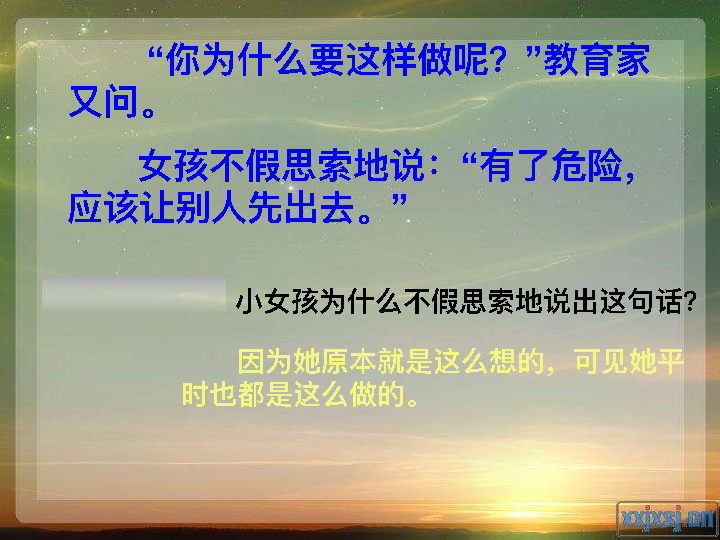 “你为什么要这样做呢？”教育家
又问。
女孩不假思索地说：“有了危险，
应该让别人先出去。”
小女孩为什么不假思索地说出这句话?
因为她原本就是这么想的，可见她平
时也都是这么做的。
xxjxsj.cn